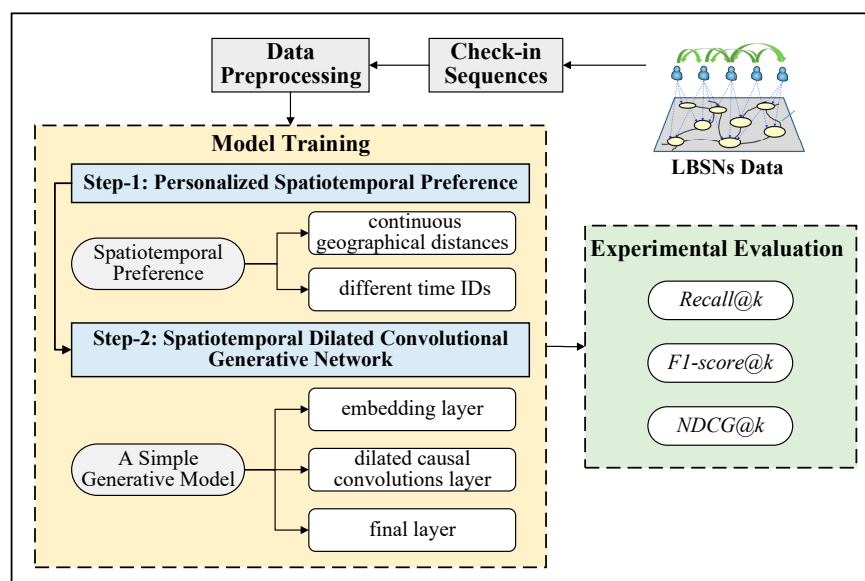 Data
Preprocessing
Check-in
Sequences
LBSNs Data
Model Training
Step-1: Personalized Spatiotemporal Preference
Spatiotemporal
Preference
continuous
geographical distances
different time IDs
Step-2: Spatiotemporal Dilated Convolutional
Generative Network
A Simple
Generative Model
embedding layer
dilated causal
convolutions layer
final layer
Experimental Evaluation
Recall@k
F1-score@k
NDCG@k